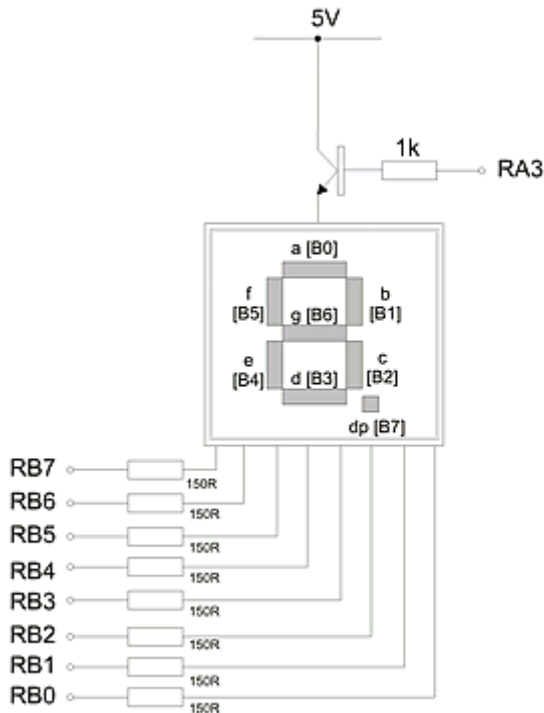 5V
1k
RA3
a [B0]
f
[B5]
b
[B1]
g [B6]
e
[B4]
c
[B2]
d [B3]
dp [B7]
RB7
150R
RB6
150R
RB5
150R
RB4
150R
RB3
150R
RB2
150R
RB1
150R
RB0
150R